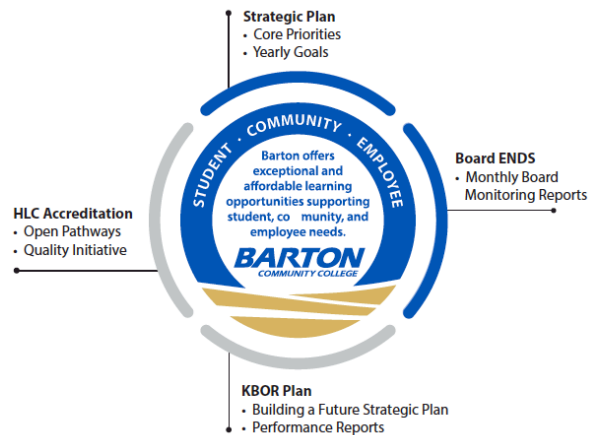 Strategic Plan
• Core Priorities
• Yearly Goals
STUDENT · COMMUNITY · EMPLOYEE
Barton offers
exceptional and
affordable learning
opportunities supporting
student, co munity, and
employee needs.
BARTON
COMMUNITY COLLEGE
Board ENDS
• Monthly Board
Monitoring Reports
HLC Accreditation
• Open Pathways
• Quality Initiative
KBOR Plan
• Building a Future Strategic Plan
• Performance Reports